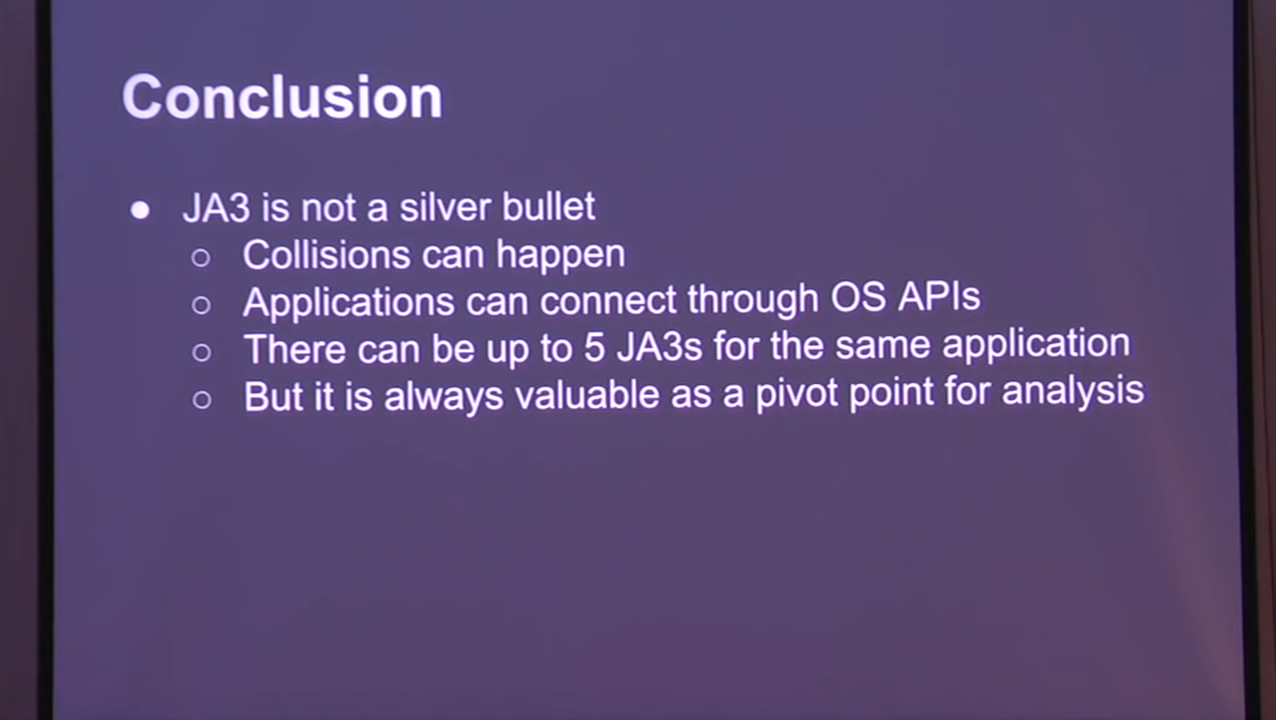 Conclusion
● JA3 is not a silver bullet
○ Collisions can happen
○ Applications can connect through OS APIs
○ There can be up to 5 JA3s for the same application
○ But it is always valuable as a pivot point for analysis